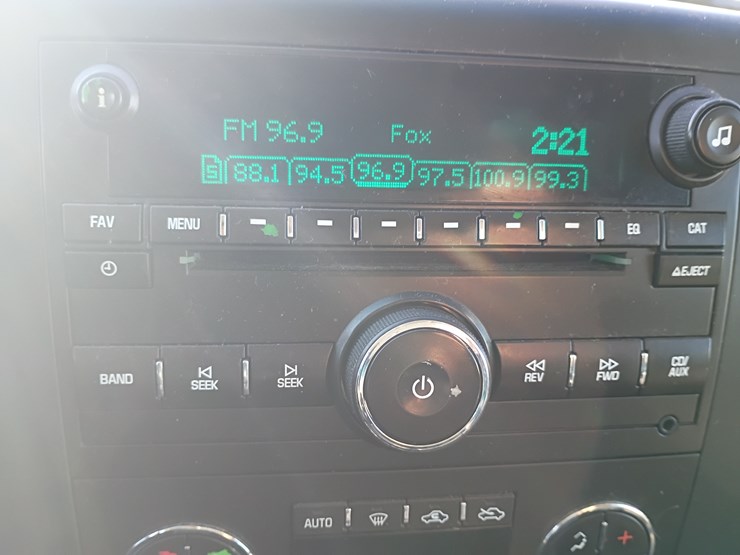 i
FM 96.9 Fox 2:21
5 88.1 94.5 96.9 97.5 100.9 99.3
FAV MENU EQ CAT
EJECT
BAND SEEK SEEK REV FWD CD/
AUX
AUTO